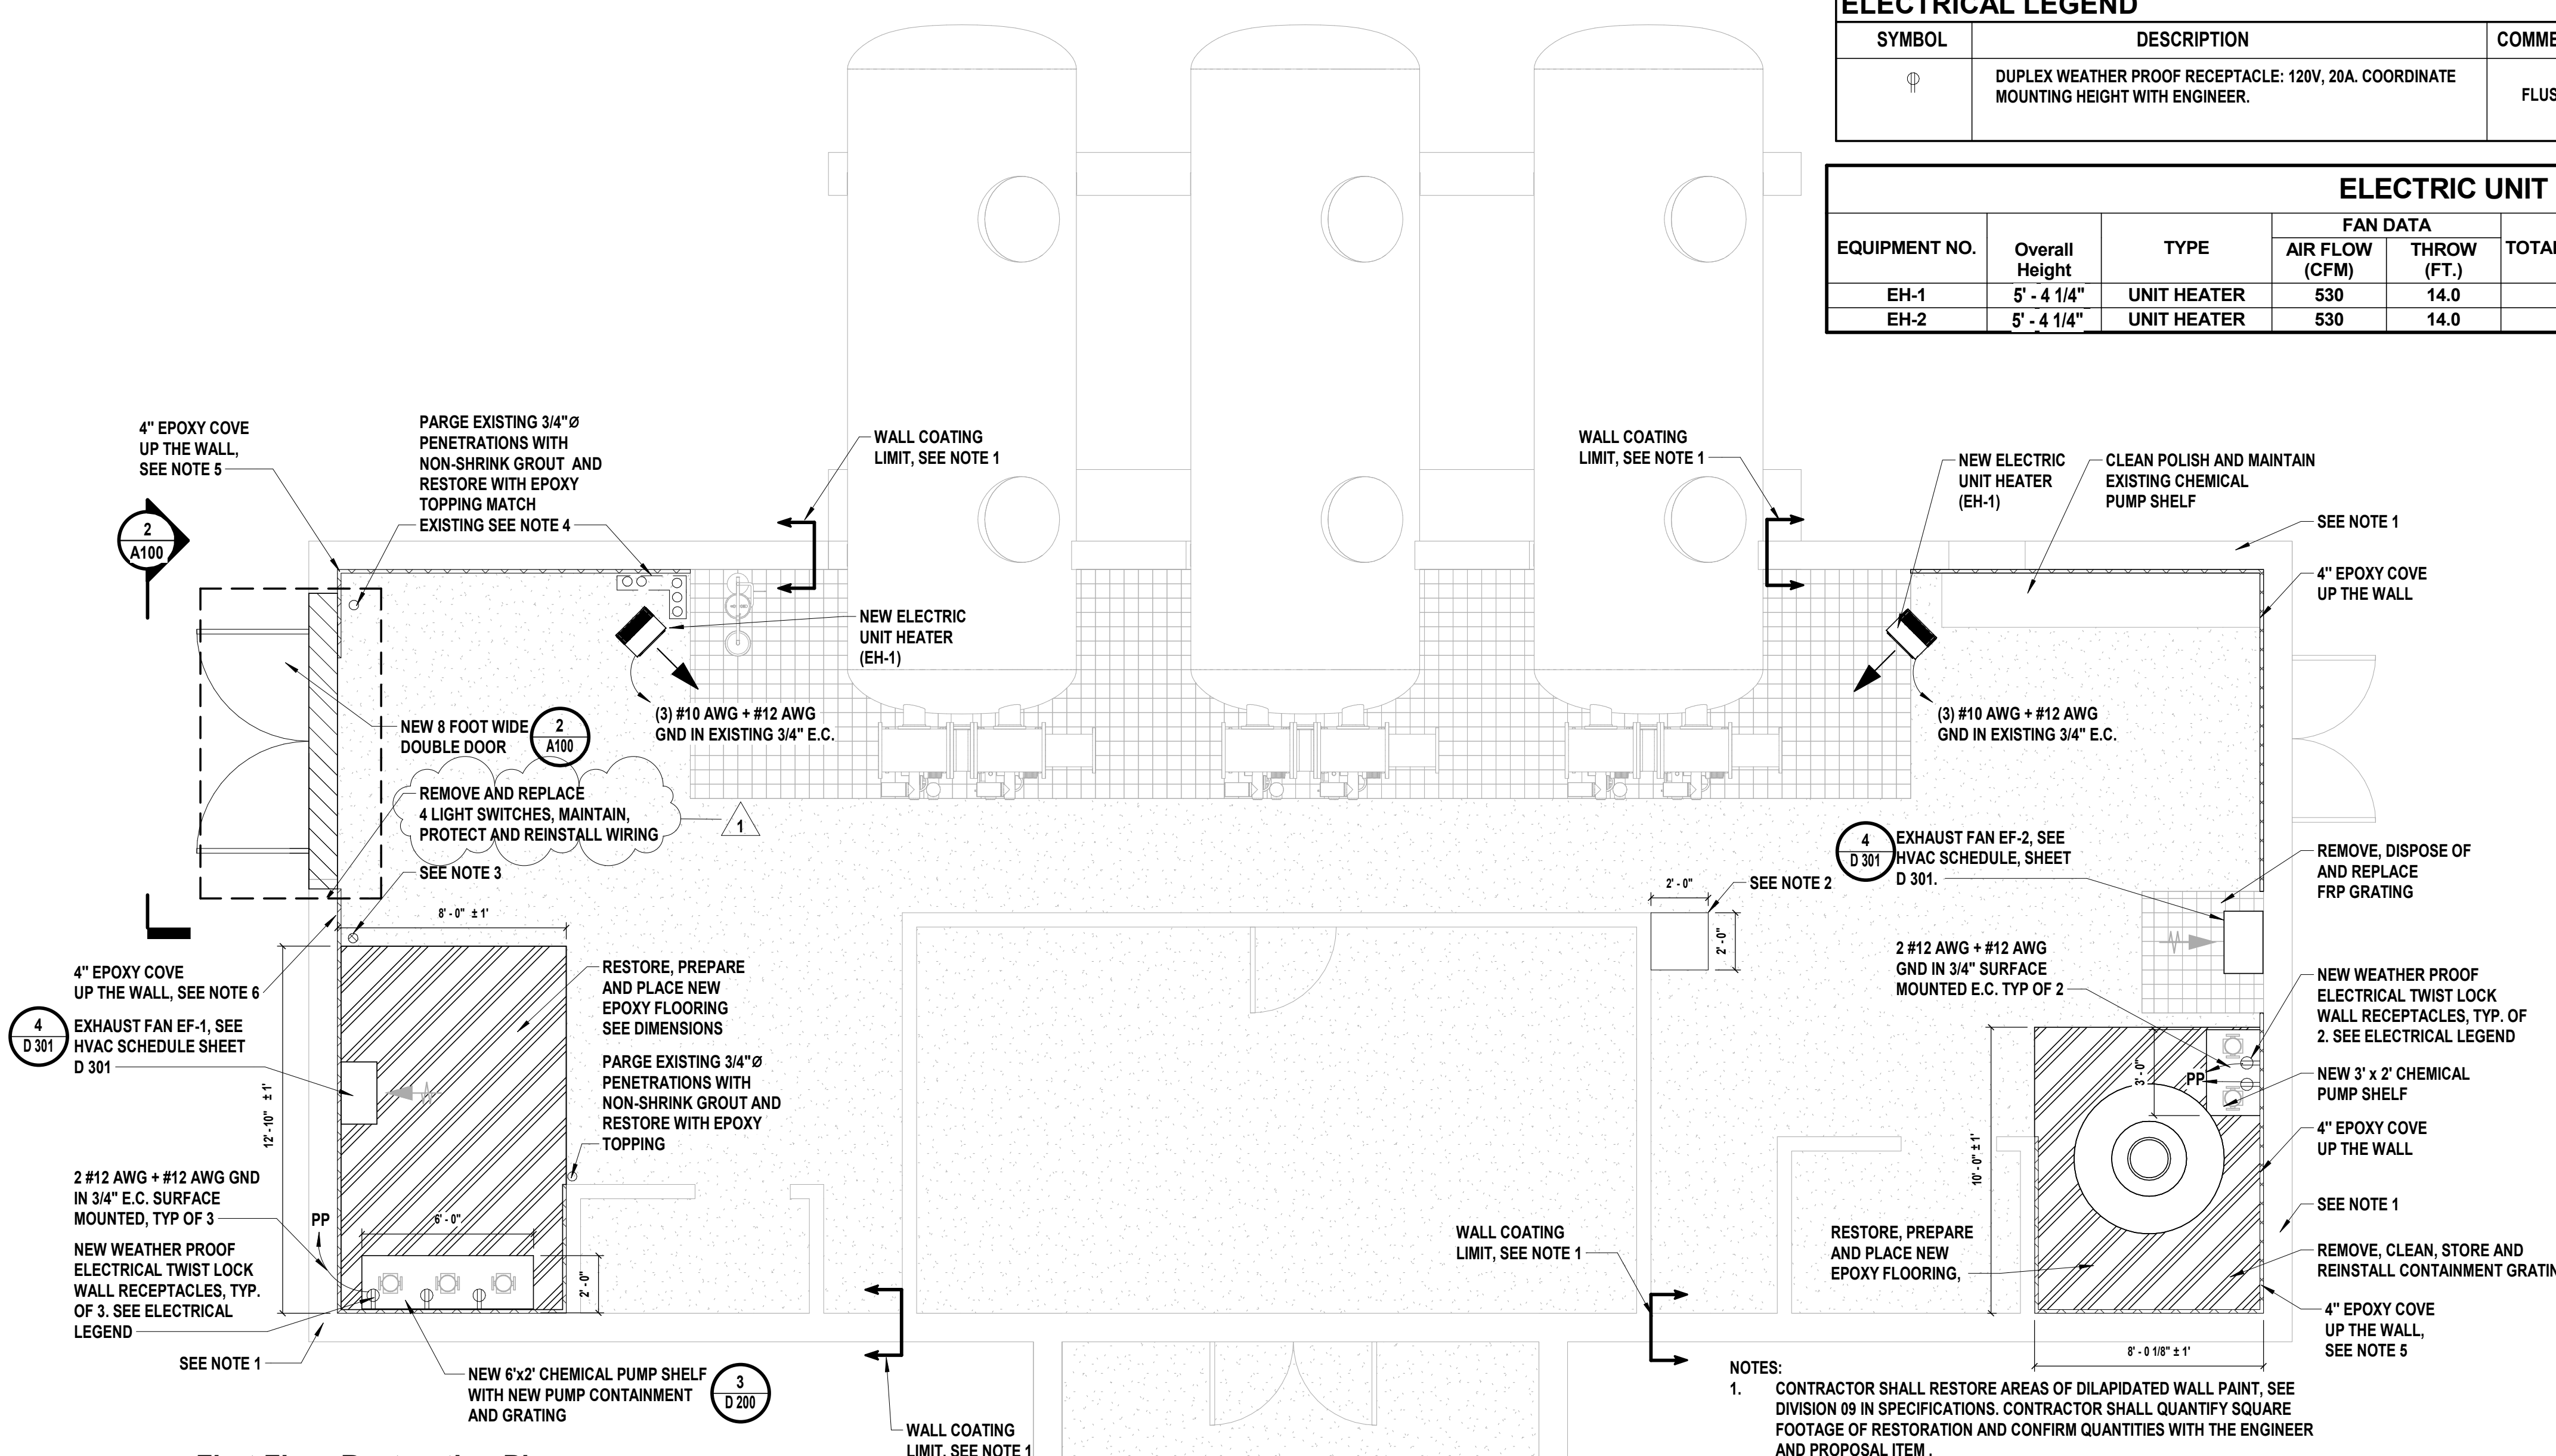 ELECTRICAL LEGEND
SYMBOL
DESCRIPTION
DUPLEX WEATHER PROOF RECEPTACLE: 120V, 20A. COORDINATE
MOUNTING HEIGHT WITH ENGINEER.
ELECTRIC UNIT
EQUIPMENT NO.
Overall
Height
TYPE
FAN DATA
AIR FLOW
(CFM)
THROW
(FT.)
EH-1 5' - 4 1/4" UNIT HEATER 530 14.0
EH-2 5' - 4 1/4" UNIT HEATER 530 14.0
4" EPOXY COVE
UP THE WALL,
SEE NOTE 5
PARGE EXISTING 3/4"Ø
PENETRATIONS WITH
NON-SHRINK GROUT AND
RESTORE WITH EPOXY
TOPPING MATCH
EXISTING SEE NOTE 4
WALL COATING
LIMIT, SEE NOTE 1
WALL COATING
LIMIT, SEE NOTE 1
NEW ELECTRIC
UNIT HEATER
(EH-1)
CLEAN POLISH AND MAINTAIN
EXISTING CHEMICAL
PUMP SHELF
SEE NOTE 1
2
A100
4" EPOXY COVE
UP THE WALL
NEW ELECTRIC
UNIT HEATER
(EH-1)
(3) #10 AWG + #12 AWG
GND IN EXISTING 3/4" E.C.
(3) #10 AWG + #12 AWG
GND IN EXISTING 3/4" E.C.
NEW 8 FOOT WIDE
DOUBLE DOOR
2
A100
REMOVE AND REPLACE
4 LIGHT SWITCHES, MAINTAIN,
PROTECT AND REINSTALL WIRING
1
SEE NOTE 3
8' - 0" ± 1'
4
D 301
EXHAUST FAN EF-2, SEE
HVAC SCHEDULE, SHEET
D 301.
REMOVE, DISPOSE OF
AND REPLACE
FRP GRATING
2' - 0"
SEE NOTE 2
2' - 0"
4" EPOXY COVE
UP THE WALL, SEE NOTE 6
4
D 301
EXHAUST FAN EF-1, SEE
HVAC SCHEDULE SHEET
D 301
RESTORE, PREPARE
AND PLACE NEW
EPOXY FLOORING
SEE DIMENSIONS
PARGE EXISTING 3/4"Ø
PENETRATIONS WITH
NON-SHRINK GROUT AND
RESTORE WITH EPOXY
TOPPING
12' - 10" ± 1'
2 #12 AWG + #12 AWG
GND IN 3/4" SURFACE
MOUNTED E.C. TYP OF 2
NEW WEATHER PROOF
ELECTRICAL TWIST LOCK
WALL RECEPTACLES, TYP. OF
2. SEE ELECTRICAL LEGEND
3' - 0"
PP
NEW 3' x 2' CHEMICAL
PUMP SHELF
4" EPOXY COVE
UP THE WALL
10' - 0" ± 1'
2 #12 AWG + #12 AWG GND
IN 3/4" E.C. SURFACE
MOUNTED, TYP OF 3
PP
6' - 0"
2' - 0"
NEW WEATHER PROOF
ELECTRICAL TWIST LOCK
WALL RECEPTACLES, TYP.
OF 3. SEE ELECTRICAL
LEGEND
SEE NOTE 1
WALL COATING
LIMIT, SEE NOTE 1
RESTORE, PREPARE
AND PLACE NEW
EPOXY FLOORING,
SEE NOTE 1
REMOVE, CLEAN, STORE AND
REINSTALL CONTAINMENT
4" EPOXY COVE
UP THE WALL,
SEE NOTE 5
8' - 0 1/8" ± 1'
NEW 6'x2' CHEMICAL PUMP SHELF
WITH NEW PUMP CONTAINMENT
AND GRATING
3
D 200
WALL COATING
LIMIT, SEE NOTE 1
NOTES:
1. CONTRACTOR SHALL RESTORE AREAS OF DILAPIDATED WALL PAINT, SEE
DIVISION 09 IN SPECIFICATIONS. CONTRACTOR SHALL QUANTIFY SQUARE
FOOTAGE OF RESTORATION AND CONFIRM QUANTITIES WITH THE ENGINEER
AND PROPOSAL ITEM .